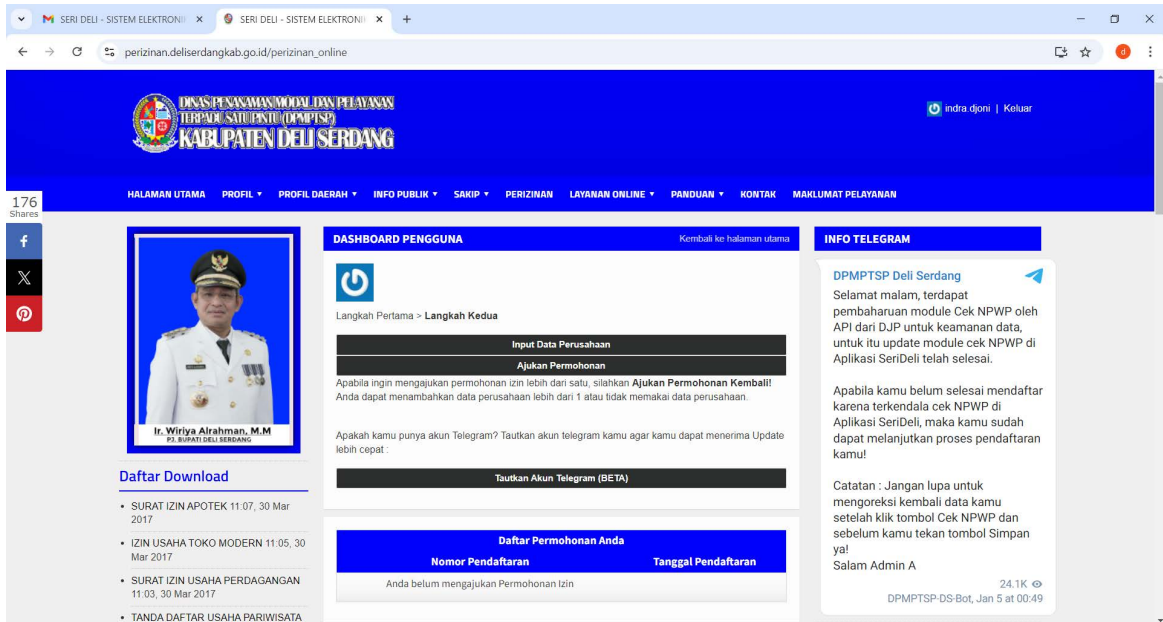 SERI DELI - SISTEM ELEKTRONI
SERI DELI - SISTEM ELEKTRONI
perizinan.deliserdangkab.go.id/perizinan_online
d
DINAS PENANAMAN MODAL DAN PELAYANAN
TERPADU SATU PINTU (DPMPTSP)
KABUPATEN DELI SERDANG
indra.djoni | Keluar
HALAMAN UTAMA PROFIL PROFIL DAERAH INFO PUBLIK SAKIP PERIZINAN LAYANAN ONLINE PANDUAN KONTAK MAKLUMAT PELAYANAN
176
Shares
Ir. Wiriya Alrahman, M.M
PJ. BUPATI DELI SERDANG
Daftar Download
• SURAT IZIN APOTEK 11:07, 30 Mar
2017
• IZIN USAHA TOKO MODERN 11:05, 30
Mar 2017
• SURAT IZIN USAHA PERDAGANGAN
11:03, 30 Mar 2017
• TANDA DAFTAR USAHA PARIWISATA
DASHBOARD PENGGUNA
Kembali ke halaman utama
Langkah Pertama > Langkah Kedua
Input Data Perusahaan
Ajukan Permohonan
Apabila ingin mengajukan permohonan izin lebih dari satu, silahkan Ajukan Permohonan Kembali!
Anda dapat menambahkan data perusahaan lebih dari 1 atau tidak memakai data perusahaan.
Apakah kamu punya akun Telegram? Tautkan akun telegram kamu agar kamu dapat menerima Update
lebih cepat :
Tautkan Akun Telegram (BETA)
Daftar Permohonan Anda
Nomor Pendaftaran Tanggal Pendaftaran
Anda belum mengajukan Permohonan Izin
INFO TELEGRAM
DPMPTSP Deli Serdang
Selamat malam, terdapat
pembaharuan module Cek NPWP oleh
API dari DJP untuk keamanan data,
untuk itu update module cek NPWP di
Aplikasi SeriDeli telah selesai.
Apabila kamu belum selesai mendaftar
karena terkendala cek NPWP di
Aplikasi SeriDeli, maka kamu sudah
dapat melanjutkan proses pendaftaran
kamu!
Catatan : Jangan lupa untuk
mengoreksi kembali data kamu
setelah klik tombol Cek NPWP dan
sebelum kamu tekan tombol Simpan
ya!
Salam Admin A
24.1K
DPMPTSP-DS-Bot, Jan 5 at 00:49